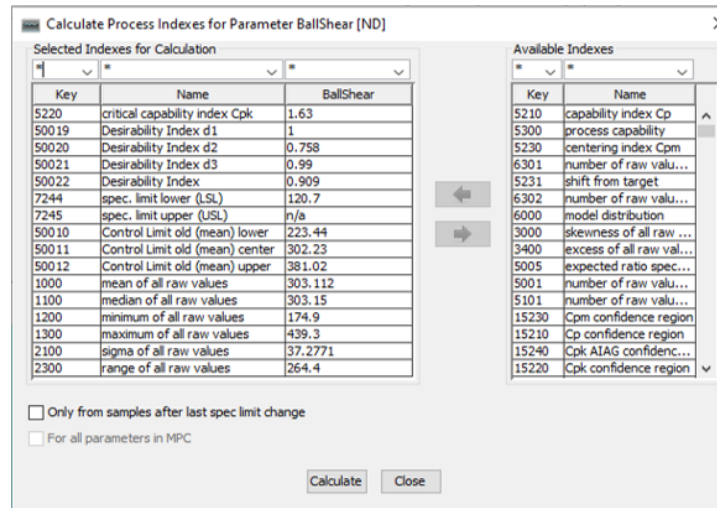 Calculate Process Indexes for Parameter BallShear [ND]
Selected Indexes for Calculation
* * *
Key Name BallShear
5220 critical capability index Cpk 1.63
50019 Desirability Index d1 1
50020 Desirability Index d2 0.758
50021 Desirability Index d3 0.99
50022 Desirability Index 0.909
7244 spec. limit lower (LSL) 120.7
7245 spec. limit upper (USL) n/a
50010 Control Limit old (mean) lower 223.44
50011 Control Limit old (mean) center 302.23
50012 Control Limit old (mean) upper 381.02
1000 mean of all raw values 303.112
1100 median of all raw values 303.15
1200 minimum of all raw values 174.9
1300 maximum of all raw values 439.3
2100 sigma of all raw values 37.2771
2300 range of all raw values 264.4
Available Indexes
* *
Key Name
5210 capability index Cp
5300 process capability
5230 centering index Cpm
6301 number of raw valu...
5231 shift from target
6302 number of raw valu...
6000 model distribution
3000 skewness of all raw ...
3400 excess of all raw val...
5005 expected ratio spec...
5001 number of raw valu...
5101 number of raw valu...
15230 Cpm confidence region
15210 Cp confidence region
15240 Cpk AIAG confidenc...
15220 Cpk confidence region
Only from samples after last spec limit change
For all parameters in MPC
Calculate Close